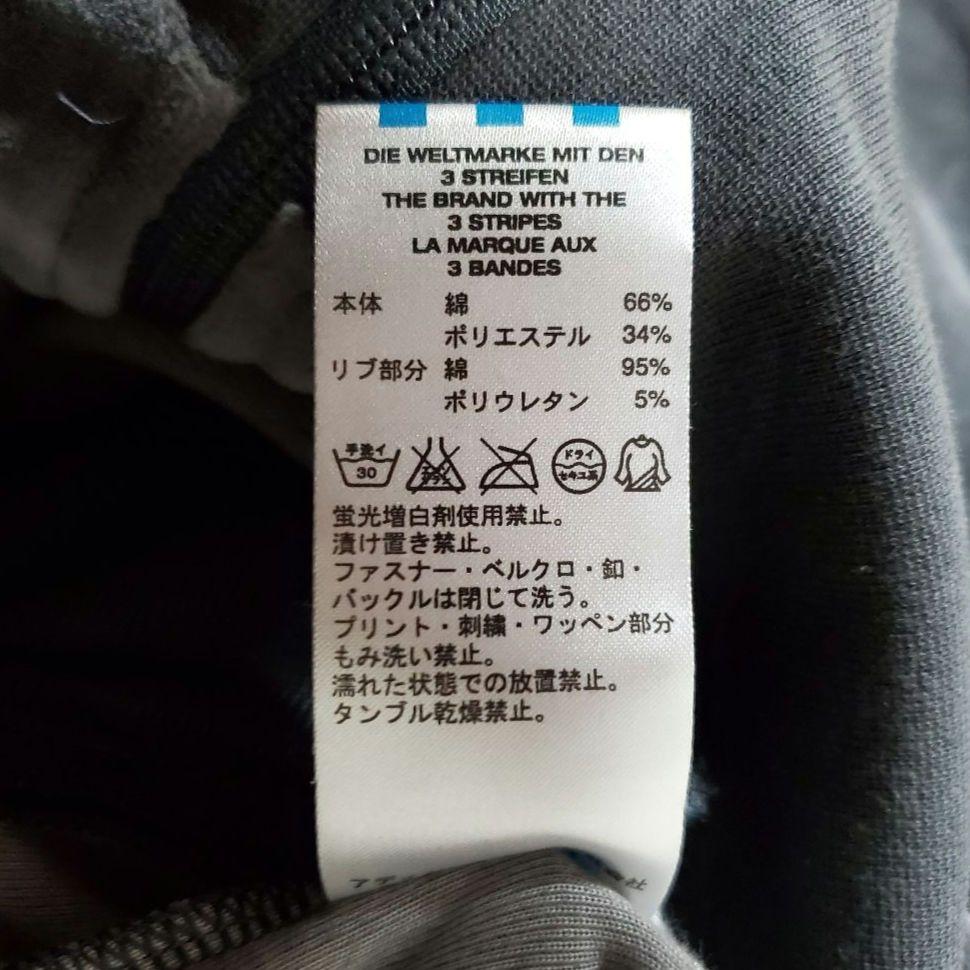 DIE WELTMARKE MIT DEN
3 STREIFEN
THE BRAND WITH THE
3 STRIPES
LA MARQUE AUX
3 BANDES
本体 綿 66%
ポリエステル 34%
リブ部分 綿 95%
ポリウレタン 5%
手洗イ 30 ドライ セキユ系
蛍光増白剤使用禁止。
漬け置き禁止。
ファスナー・ベルクロ・釦・
バックルは閉じて洗う。
プリント・刺繍・ワッペン部分
もみ洗い禁止。
濡れた状態での放置禁止。
タンブル乾燥禁止。